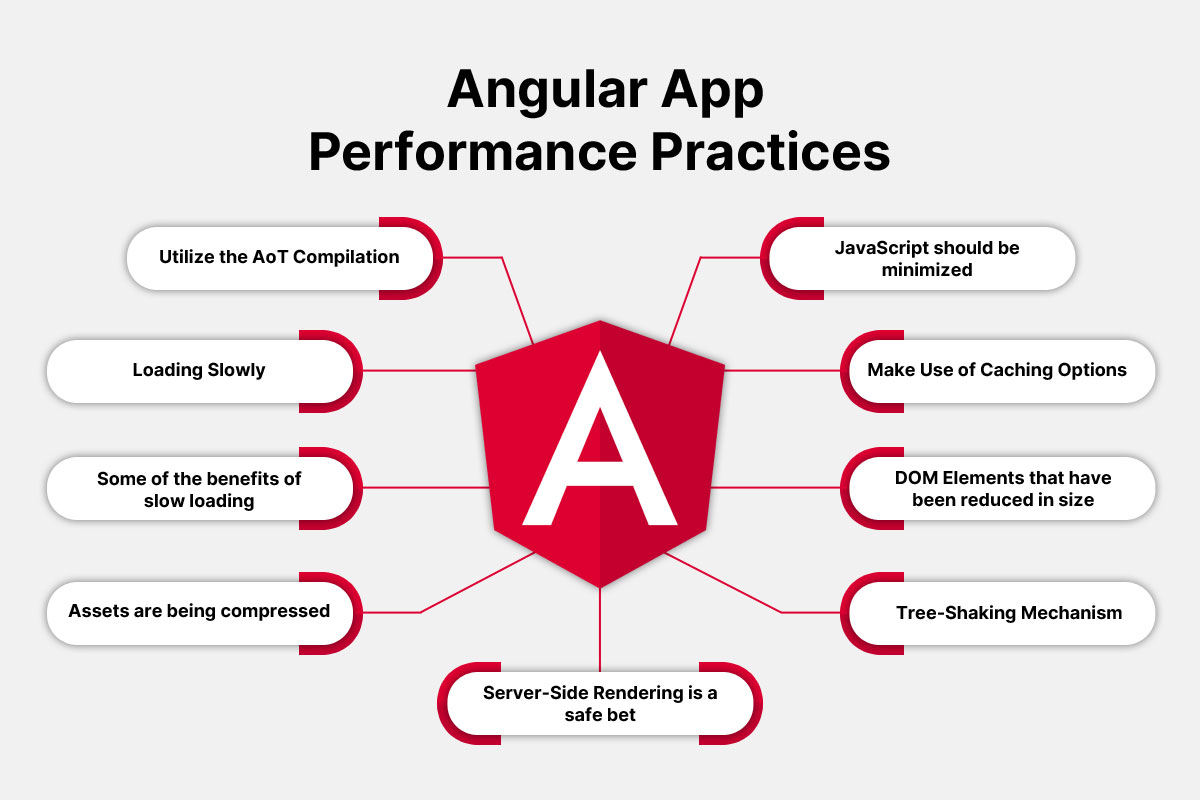 Angular App
Performance Practices
Utilize the AoT Compilation
JavaScript should be
minimized
Loading Slowly
Make Use of Caching Options
Some of the benefits of
slow loading
DOM Elements that have
been reduced in size
Assets are being compressed
Tree-Shaking Mechanism
Server-Side Rendering is a
safe bet